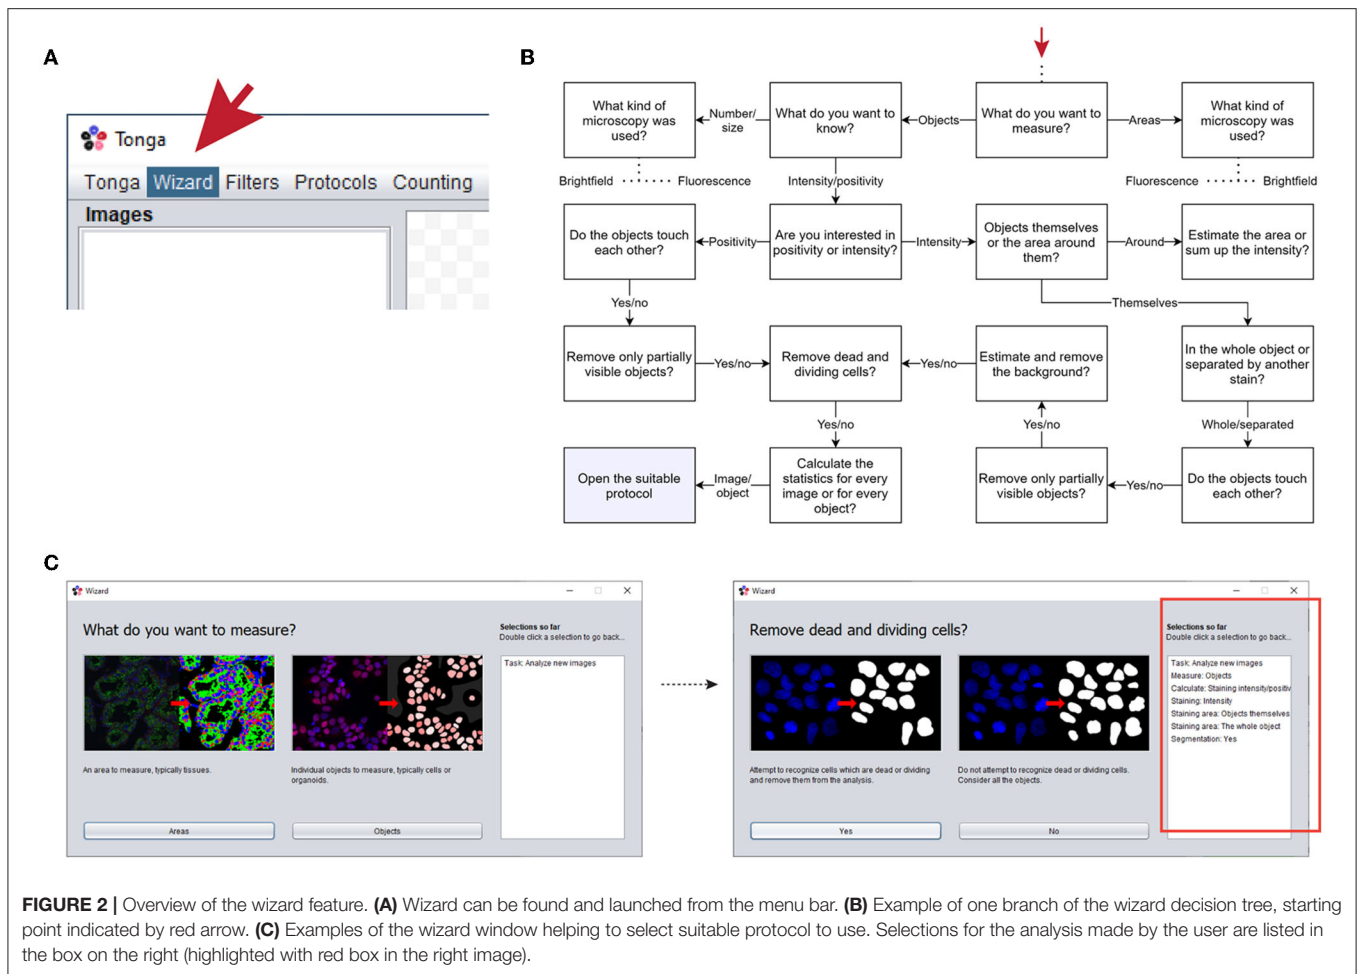 A
Tonga
Tonga Wizard Filters Protocols Counting
Images
B
What kind of
microscopy was
used?
Number/
size
What do you want to
know?
Objects
What do you want to
measure?
Areas
What kind of
microscopy was
used?
Brightfield
Fluorescence
Intensity/positivity
Fluorescence
Brightfield
Do the objects touch
each other?
Positivity
Are you interested in
positivity or intensity?
Intensity
Objects themselves
or the area around
them?
Around
Estimate the area or
sum up the intensity?
Yes/no
Themselves
Remove only partially
visible objects?
Yes/no
Remove dead and
dividing cells?
Yes/no
Estimate and remove
the background?
In the whole object or
separated by another
stain?
Yes/no
Yes/no
Whole/separated
Open the suitable
protocol
Image/
object
Calculate the
statistics for every
image or for every
object?
Remove only partially
visible objects?
Yes/no
Do the objects touch
each other?
C
Wizard
What do you want to measure?
Selections so far
Double click a selection to go back...
Task: Analyze new images
An area to measure, typically tissues.
Individual objects to measure, typically cells or
organoids.
Areas
Objects
Wizard
Remove dead and dividing cells?
Selections so far
Double click a selection to go back...
Task: Analyze new images
Measure: Objects
Calculate: Staining intensity/positiv
Staining: Intensity
Staining area: Objects themselves
Staining area: The whole object
Segmentation: Yes
Attempt to recognize cells which are dead or dividing
and remove them from the analysis.
Do not attempt to recognize dead or dividing cells.
Consider all the objects.
Yes
No
FIGURE 2 | Overview of the wizard feature. (A) Wizard can be found and launched from the menu bar. (B) Example of one branch of the wizard decision tree, starting
point indicated by red arrow. (C) Examples of the wizard window helping to select suitable protocol to use. Selections for the analysis made by the user are listed in
the box on the right (highlighted with red box in the right image).